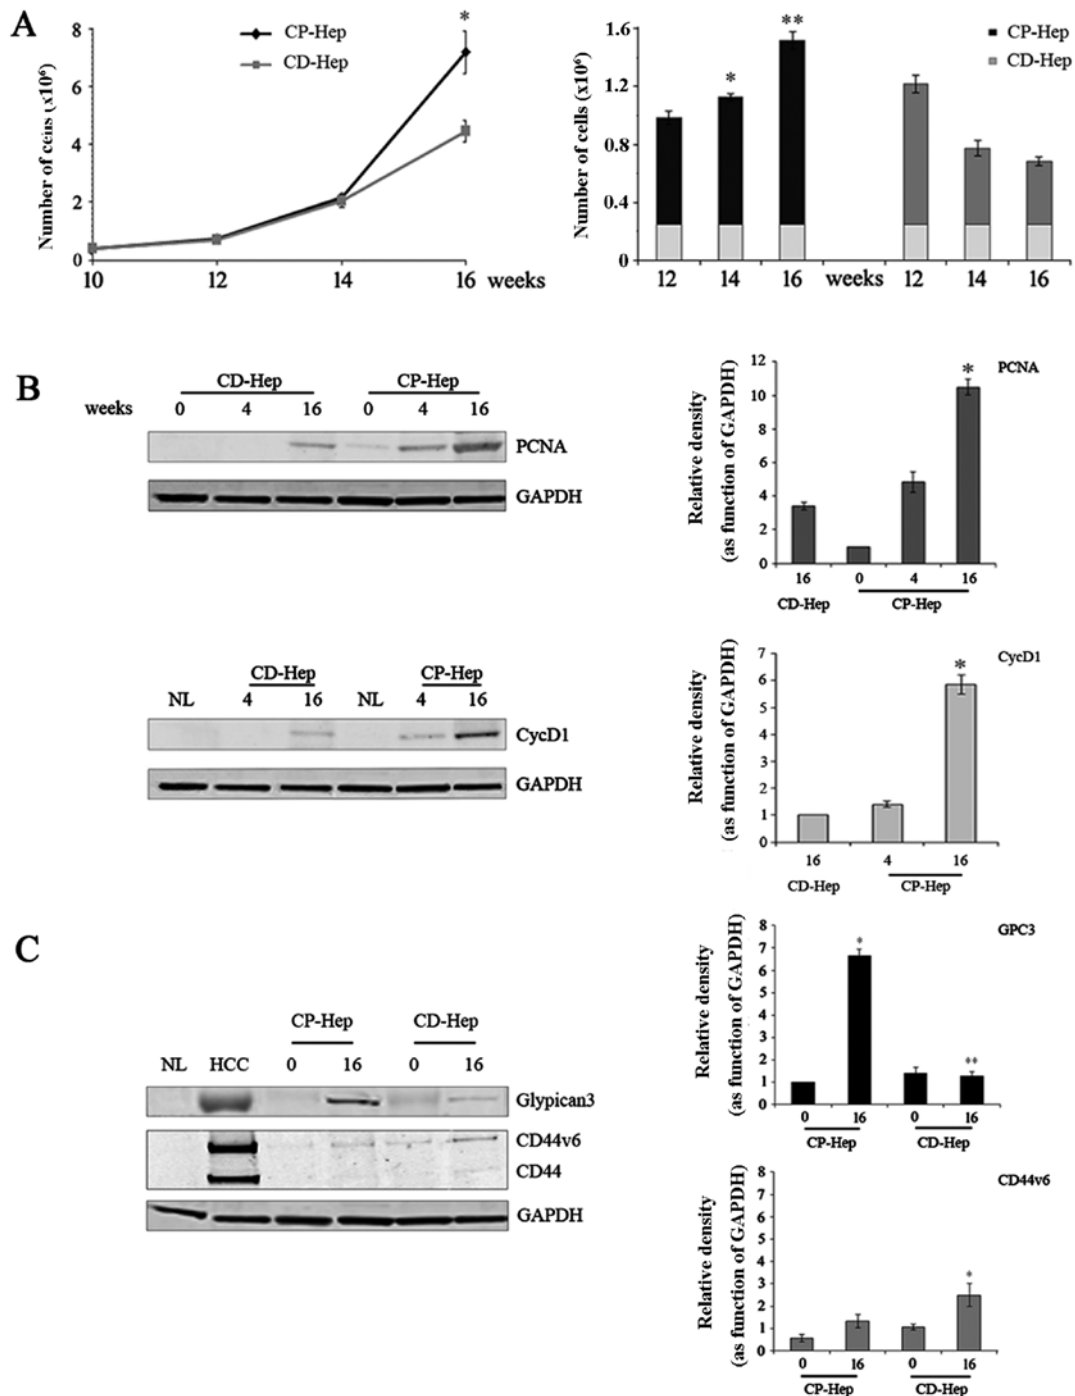 A
Number of cells (x10⁶)
8
6
4
2
0
10 12 14 16 weeks
CP-Hep
CD-Hep
*
Number of cells (x10⁶)
1.6
1.2
0.8
0.4
0
12 14 16 weeks 12 14 16
* **
CP-Hep
CD-Hep
B
CD-Hep CP-Hep
weeks 0 4 16 0 4 16
PCNA
GAPDH
Relative density
(as function of GAPDH)
12
10
8
6
4
2
0
*
PCNA
16 0 4 16
CD-Hep CP-Hep
CD-Hep CP-Hep
NL 4 16 NL 4 16
CycD1
GAPDH
Relative density
(as function of GAPDH)
7
6
5
4
3
2
1
0
*
CycD1
16 4 16
CD-Hep CP-Hep
C
CP-Hep CD-Hep
NL HCC 0 16 0 16
Glypican3
CD44v6
CD44
GAPDH
Relative density
(as function of GAPDH)
8
7
6
5
4
3
2
1
0
* **
GPC3
0 16 0 16
CP-Hep CD-Hep
Relative density
(as function of GAPDH)
8
7
6
5
4
3
2
1
0
*
CD44v6
0 16 0 16
CP-Hep CD-Hep